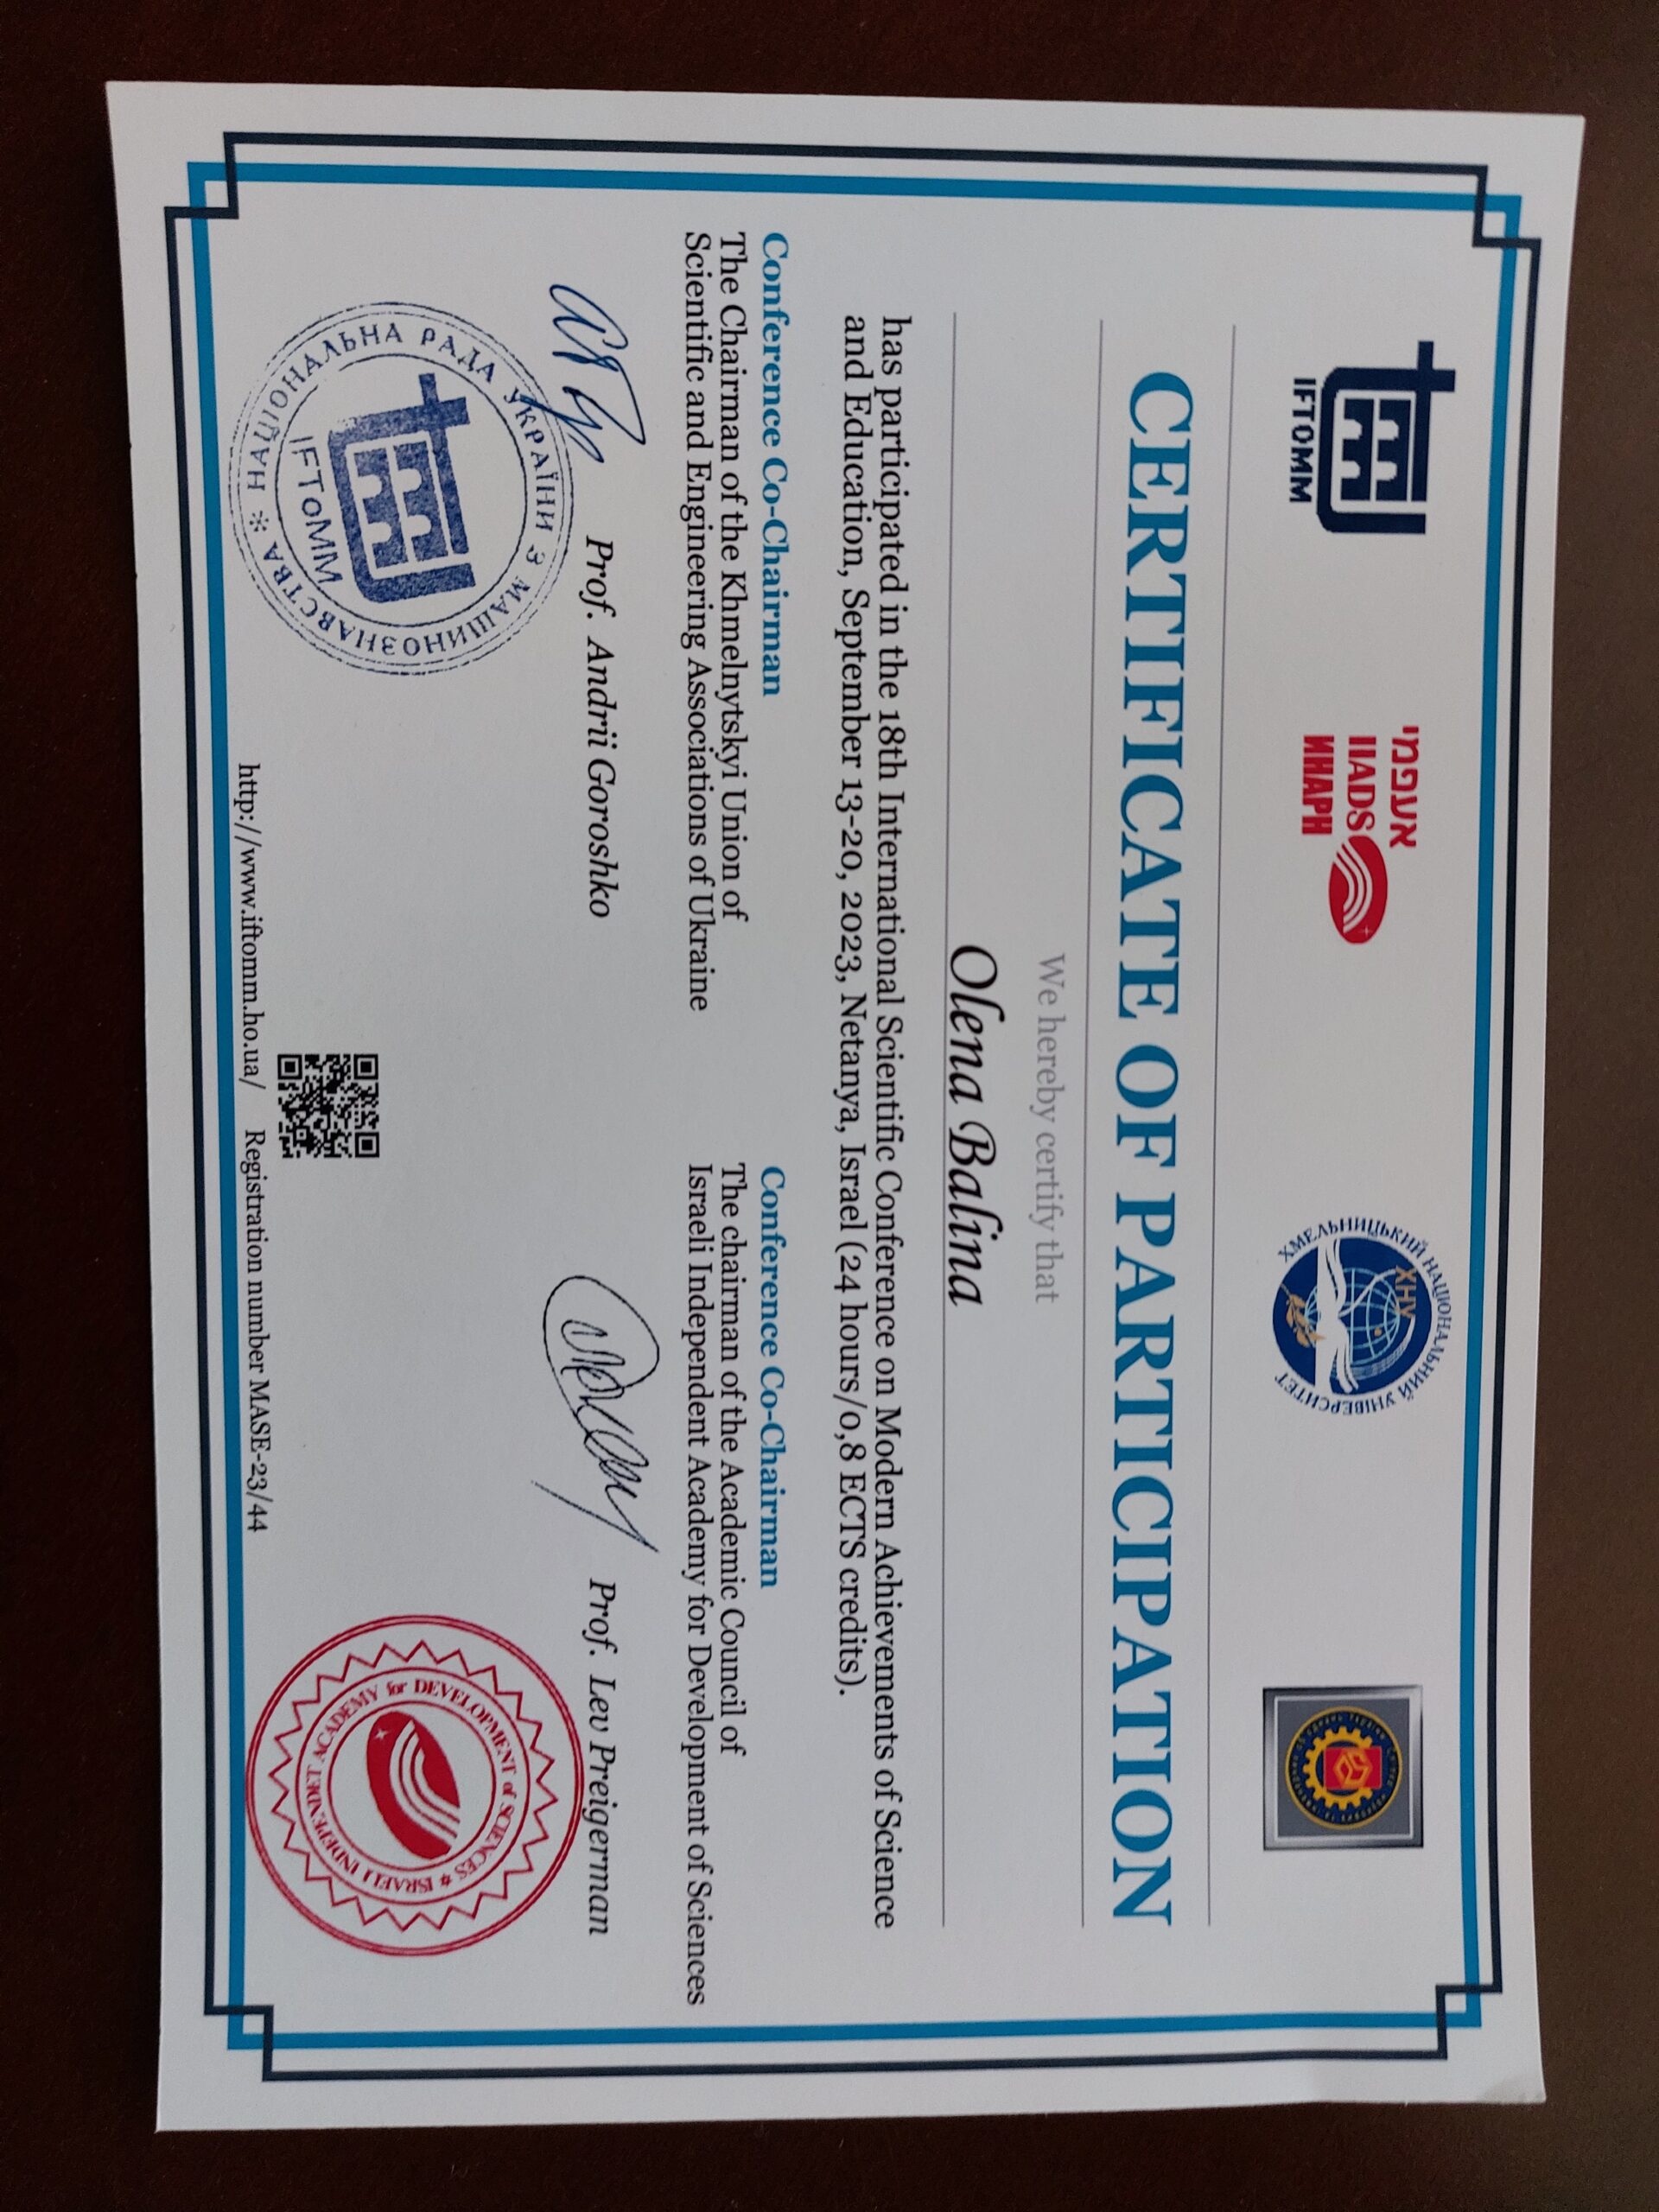 IFTOMM
אעפמי
IIADS
ИНАРН
ХМЕЛЬНИЦЬКИЙ НАЦІОНАЛЬНИЙ УНІВЕРСИТЕТ
ХНУ
CERTIFICATE OF PARTICIPATION
We hereby certify that
Olena Balina
has participated in the 18th International Scientific Conference on Modern Achievements of Science
and Education, September 13-20, 2023, Netanya, Israel (24 hours/0,8 ECTS credits).
Conference Co-Chairman
The Chairman of the Khmelnytskyi Union of
Scientific and Engineering Associations of Ukraine
Prof. Andrii Goroshko
НАЦІОНАЛЬНА РАДА УКРАЇНИ З МАШИНОЗНАВСТВА *
IFToMM
Conference Co-Chairman
The chairman of the Academic Council of
Israeli Independent Academy for Development of Sciences
Prof. Lev Preigerman
ISRAELI INDEPENDENT ACADEMY for DEVELOPMENT of SCIENCES *
http://www.iftomm.ho.ua/ Registration number MASE-23/44